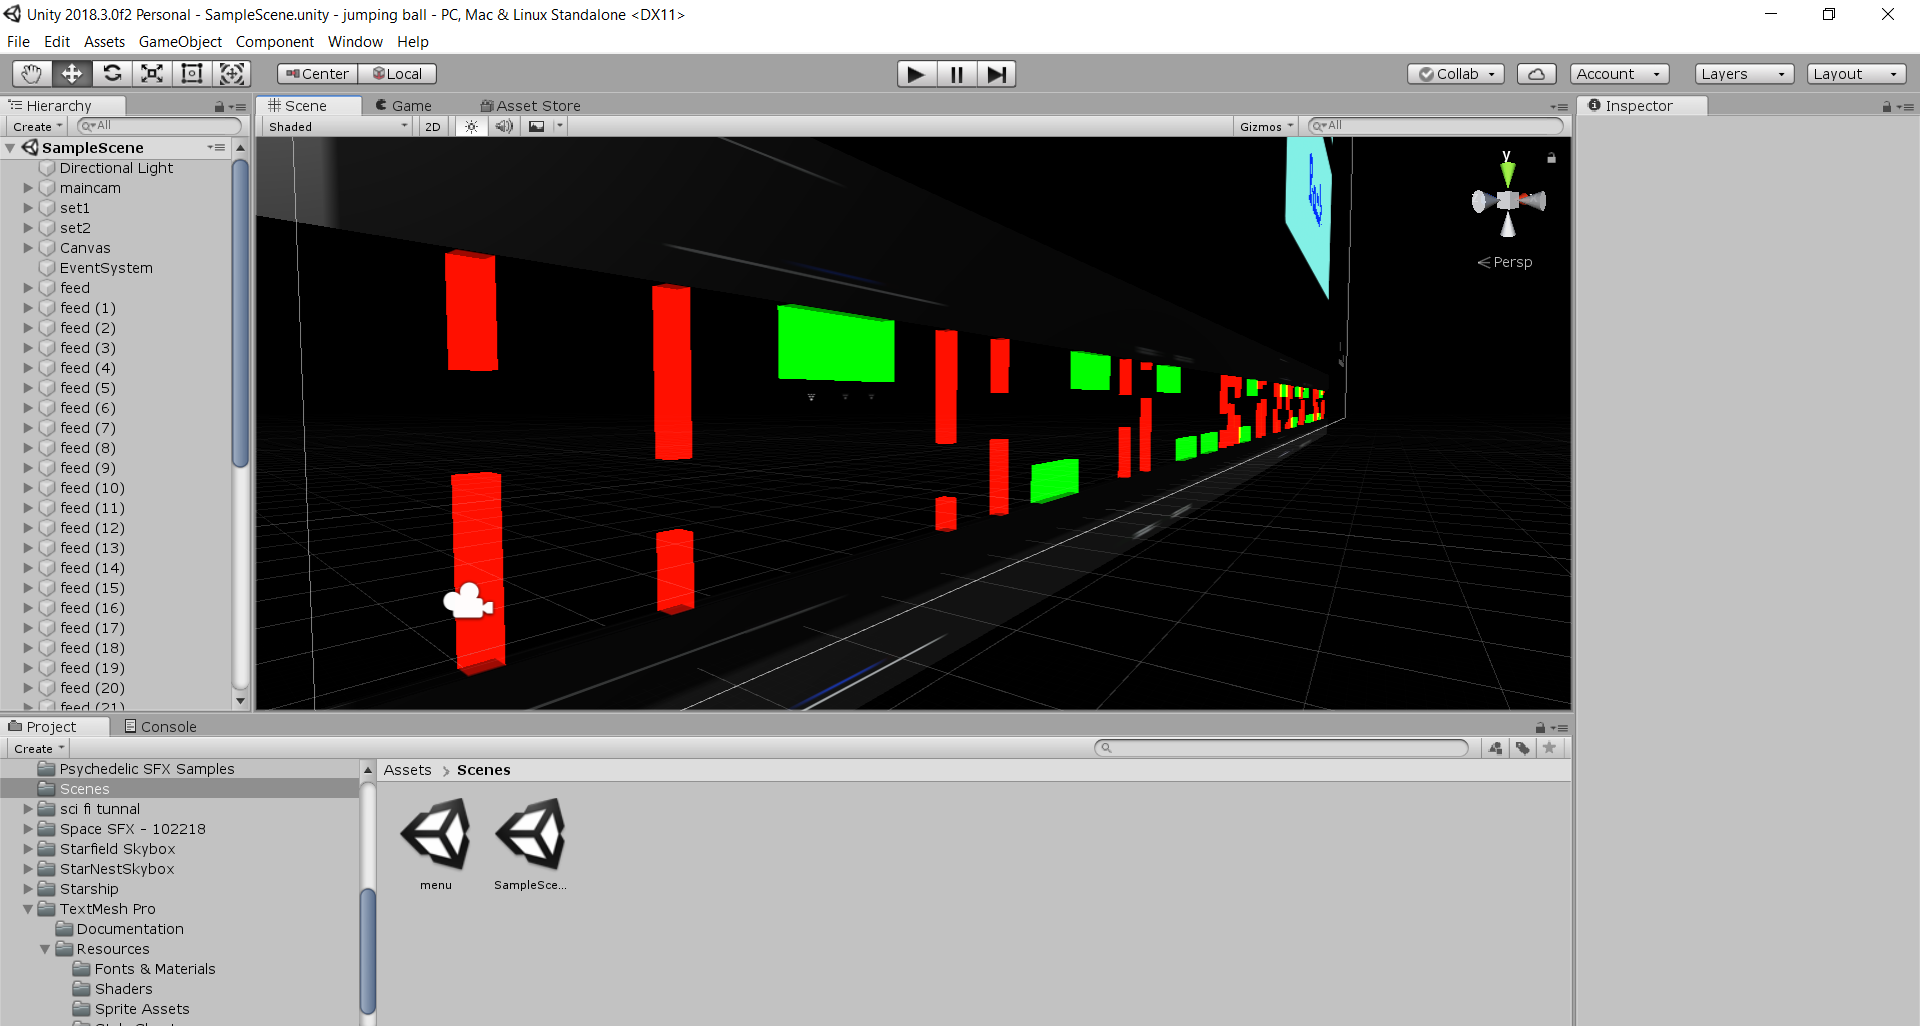 Unity 2018.3.0f2 Personal - SampleScene.unity - jumping ball - PC, Mac & Linux Standalone <DX11>
File Edit Assets GameObject Component Window Help
Center Local Collab Account Layers Layout
Hierarchy
Create All
SampleScene
Directional Light
maincam
set1
set2
Canvas
EventSystem
feed
feed (1)
feed (2)
feed (3)
feed (4)
feed (5)
feed (6)
feed (7)
feed (8)
feed (9)
feed (10)
feed (11)
feed (12)
feed (13)
feed (14)
feed (15)
feed (16)
feed (17)
feed (18)
feed (19)
feed (20)
feed (21)
Scene Game Asset Store
Shaded 2D Gizmos All
y
Persp
Inspector
Project Console
Create
Psychedelic SFX Samples
Scenes
sci fi tunnal
Space SFX - 102218
Starfield Skybox
StarNestSkybox
Starship
TextMesh Pro
Documentation
Resources
Fonts & Materials
Shaders
Sprite Assets
Assets Scenes
menu SampleSce...